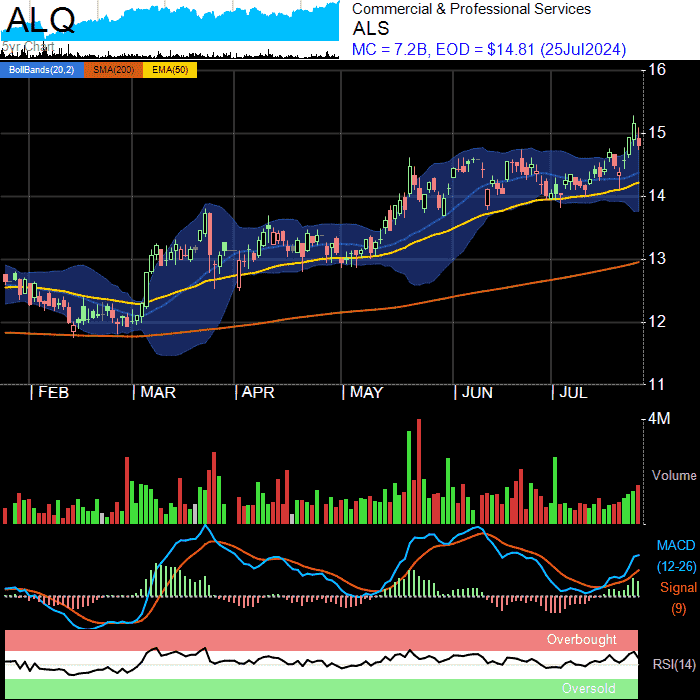 ALQ
5yr Chart
Commercial & Professional Services
ALS
MC = 7.2B, EOD = $14.81 (25Jul2024)
BollBands(20,2) SMA(200) EMA(50)
16
15
14
13
12
11
FEB MAR APR MAY JUN JUL
4M
Volume
MACD
(12-26)
Signal
(9)
Overbought
RSI(14)
Oversold